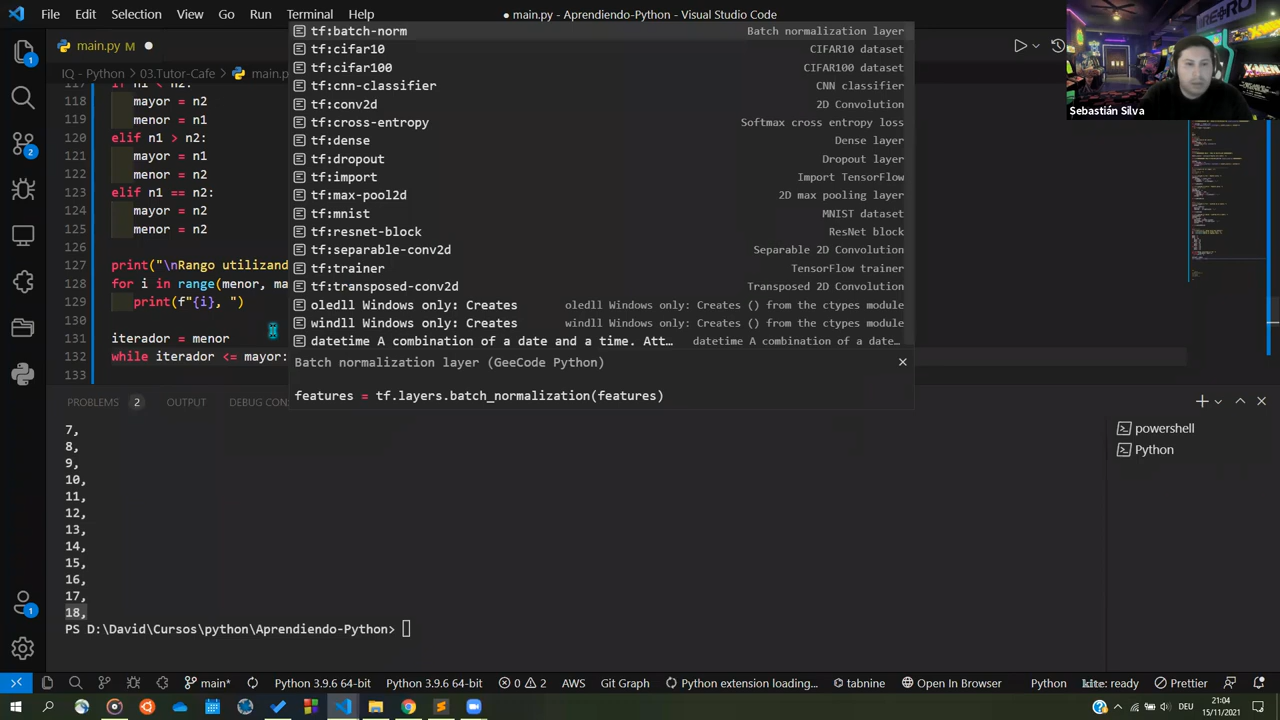 File Edit Selection View Go Run Terminal Help
● main.py - Aprendiendo-Python - Visual Studio Code
main.py M ●
IQ - Python > 03.Tutor-Cafe > main.p
Sebastián Silva
1
2
1
117 if n1 < n2:
118 mayor = n2
119 menor = n1
120 elif n1 > n2:
121 mayor = n1
122 menor = n2
123 elif n1 == n2:
124 mayor = n2
125 menor = n2
126
127 print("\nRango utilizand
128 for i in range(menor, ma
129 print(f"{i}, ")
130
131 iterador = menor
132 while iterador <= mayor:
133
tf:batch-norm Batch normalization layer
tf:cifar10 CIFAR10 dataset
tf:cifar100 CIFAR100 dataset
tf:cnn-classifier CNN classifier
tf:conv2d 2D Convolution
tf:cross-entropy Softmax cross entropy loss
tf:dense Dense layer
tf:dropout Dropout layer
tf:import Import TensorFlow
tf:max-pool2d 2D max pooling layer
tf:mnist MNIST dataset
tf:resnet-block ResNet block
tf:separable-conv2d Separable 2D Convolution
tf:trainer TensorFlow trainer
tf:transposed-conv2d Transposed 2D Convolution
oledll Windows only: Creates oledll Windows only: Creates () from the ctypes module
windll Windows only: Creates windll Windows only: Creates () from the ctypes module
datetime A combination of a date and a time. Att... datetime A combination of a date…
Batch normalization layer (GeeCode Python)
features = tf.layers.batch_normalization(features)
PROBLEMS 2 OUTPUT DEBUG CON
7,
8,
9,
10,
11,
12,
13,
14,
15,
16,
17,
18,
PS D:\David\Cursos\python\Aprendiendo-Python>
powershell
Python
main* Python 3.9.6 64-bit Python 3.9.6 64-bit 0 2 AWS Git Graph Python extension loading... tabnine Open In Browser Python kite: ready Prettier
DEU 21:04
15/11/2021